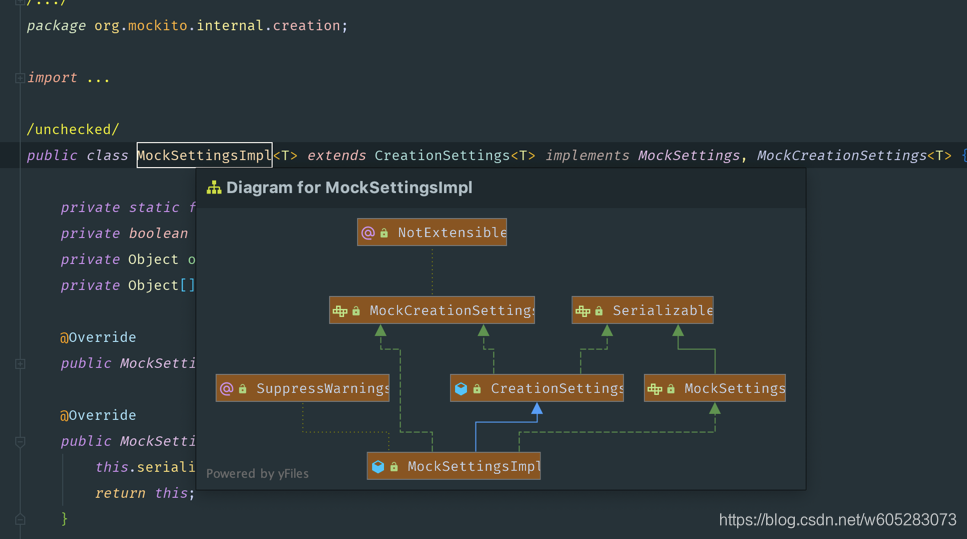 /.../
package org.mockito.internal.creation;
import ...
/unchecked/
public class MockSettingsImpl<T> extends CreationSettings<T> implements MockSettings, MockCreationSettings<T> {
Diagram for MockSettingsImpl
private static f
private boolean
private Object o
private Object[]
@Override
public MockSetti
@Override
public MockSetti
this.seriali
return this;
}
NotExtensible
MockCreationSettings
Serializable
SuppressWarnings
CreationSettings
MockSettings
MockSettingsImpl
Powered by yFiles
https://blog.csdn.net/w605283073